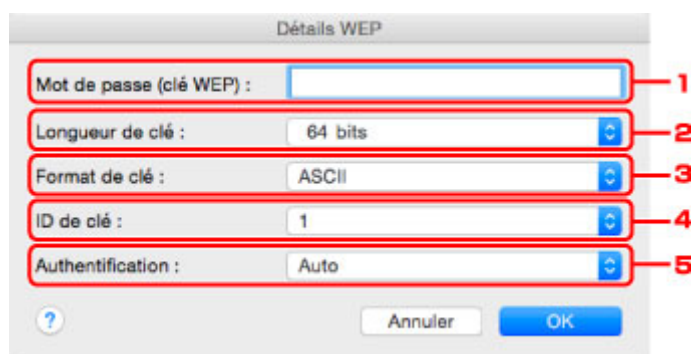 Détails WEP
Mot de passe (clé WEP) : 1
Longueur de clé : 64 bits 2
Format de clé : ASCII 3
ID de clé : 1 4
Authentification : Auto 5
? Annuler OK